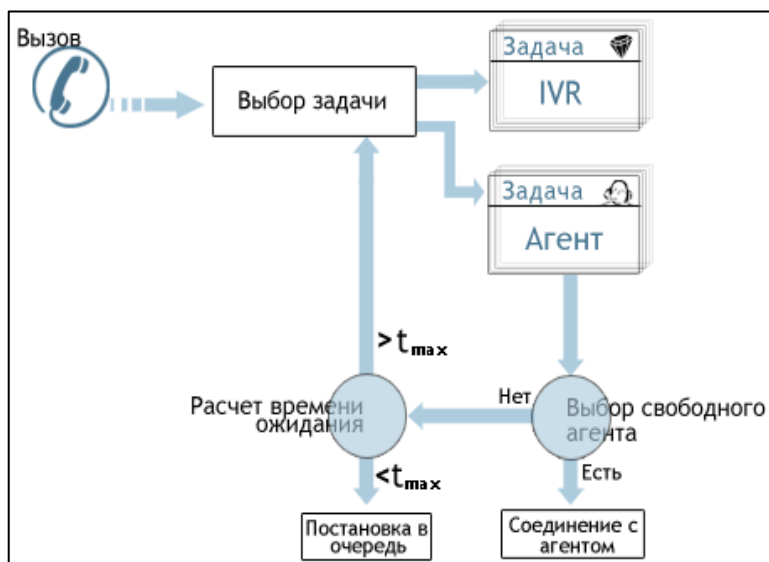 Вызов
Выбор задачи
Задача
IVR
Задача
Агент
>tmax
Расчет времени
ожидания
Нет
Выбор свободного
агента
<tmax
Есть
Постановка в
очередь
Соединение с
агентом